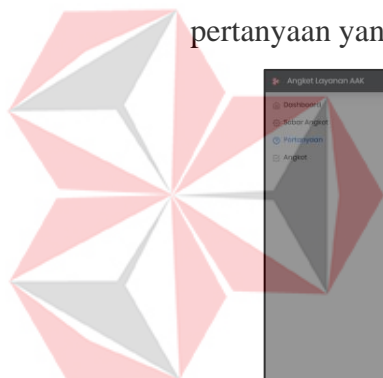 pertanyaan yan
Angket Layanan AAK
Dashboard
Sebar Angket
Pertanyaan
Angket